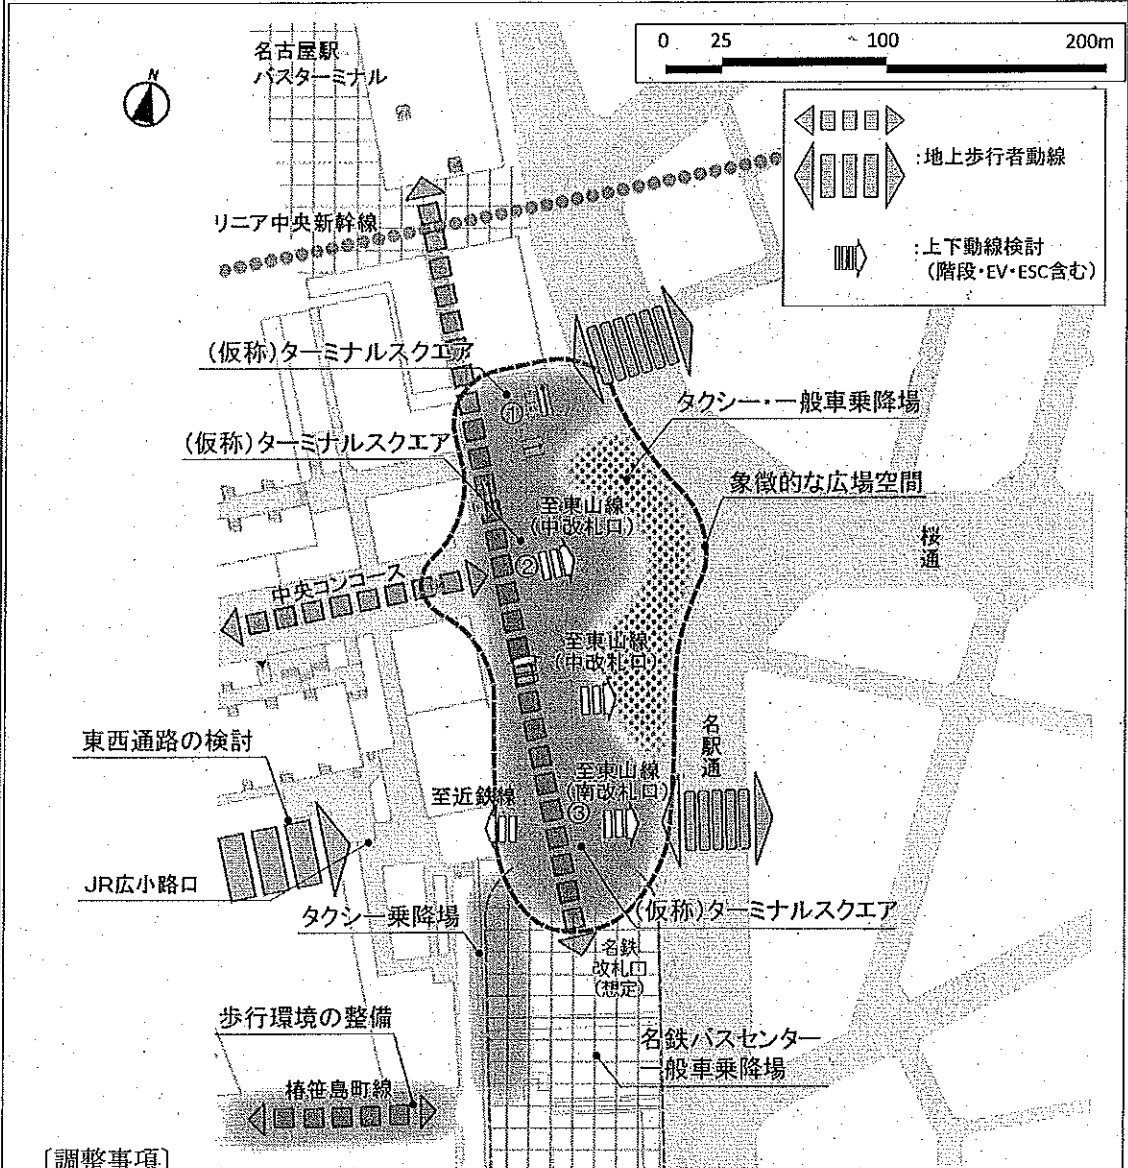 0 25 100 200m
N
名古屋駅
バスターミナル
:地上歩行者動線
:上下動線検討
(階段・EV・ESC含む)
リニア中央新幹線
(仮称)ターミナルスクエア
①
タクシー・一般車乗降場
(仮称)ターミナルスクエア
象徴的な広場空間
至東山線
(中改札口)
②
桜通
中央コンコース
至東山線
(中改札口)
名駅通
東西通路の検討
至東山線
(南改札口)
至近鉄線
③
JR広小路口
タクシー乗降場
(仮称)ターミナルスクエア
名鉄
改札口
(想定)
歩行環境の整備
名鉄バスセンター
一般車乗降場
椿笹島町線
〔調整事項〕